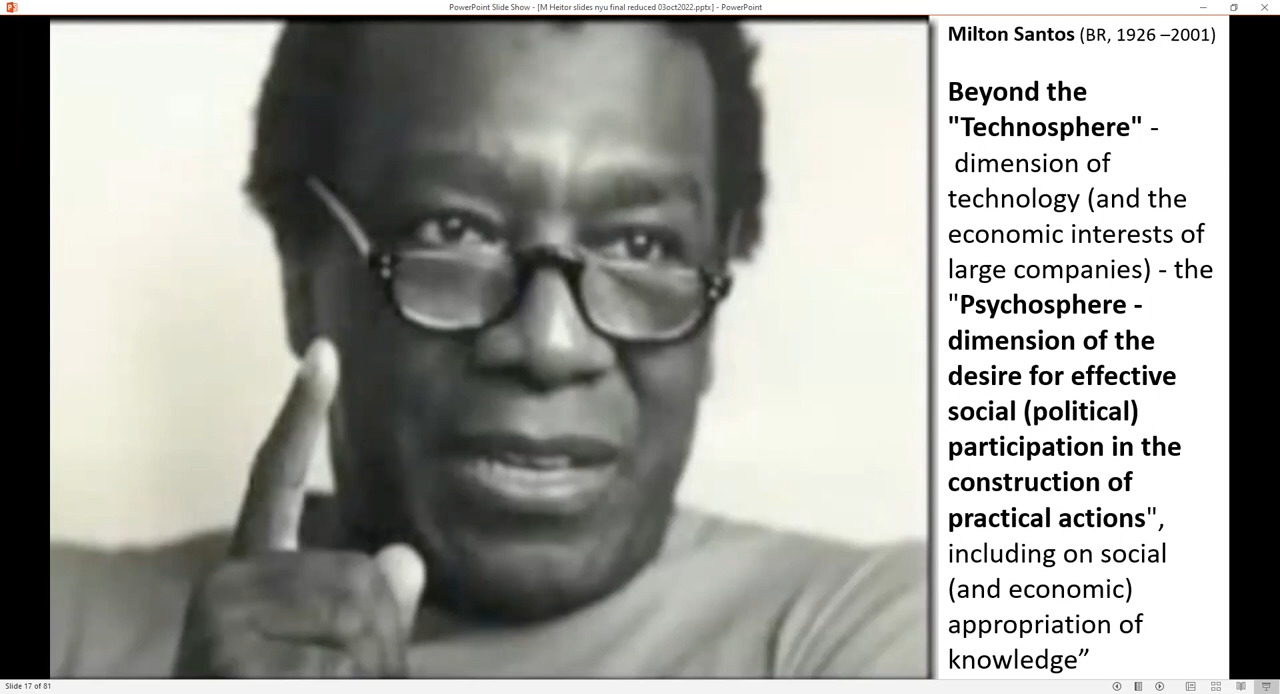 PowerPoint Slide Show - [M Heitor slides nyu final reduced 03oct2022.pptx] - PowerPoint
Milton Santos (BR, 1926 –2001)
Beyond the
"Technosphere" -
dimension of
technology (and the
economic interests of
large companies) - the
"Psychosphere -
dimension of the
desire for effective
social (political)
participation in the
construction of
practical actions",
including on social
(and economic)
appropriation of
knowledge”
Slide 17 of 81